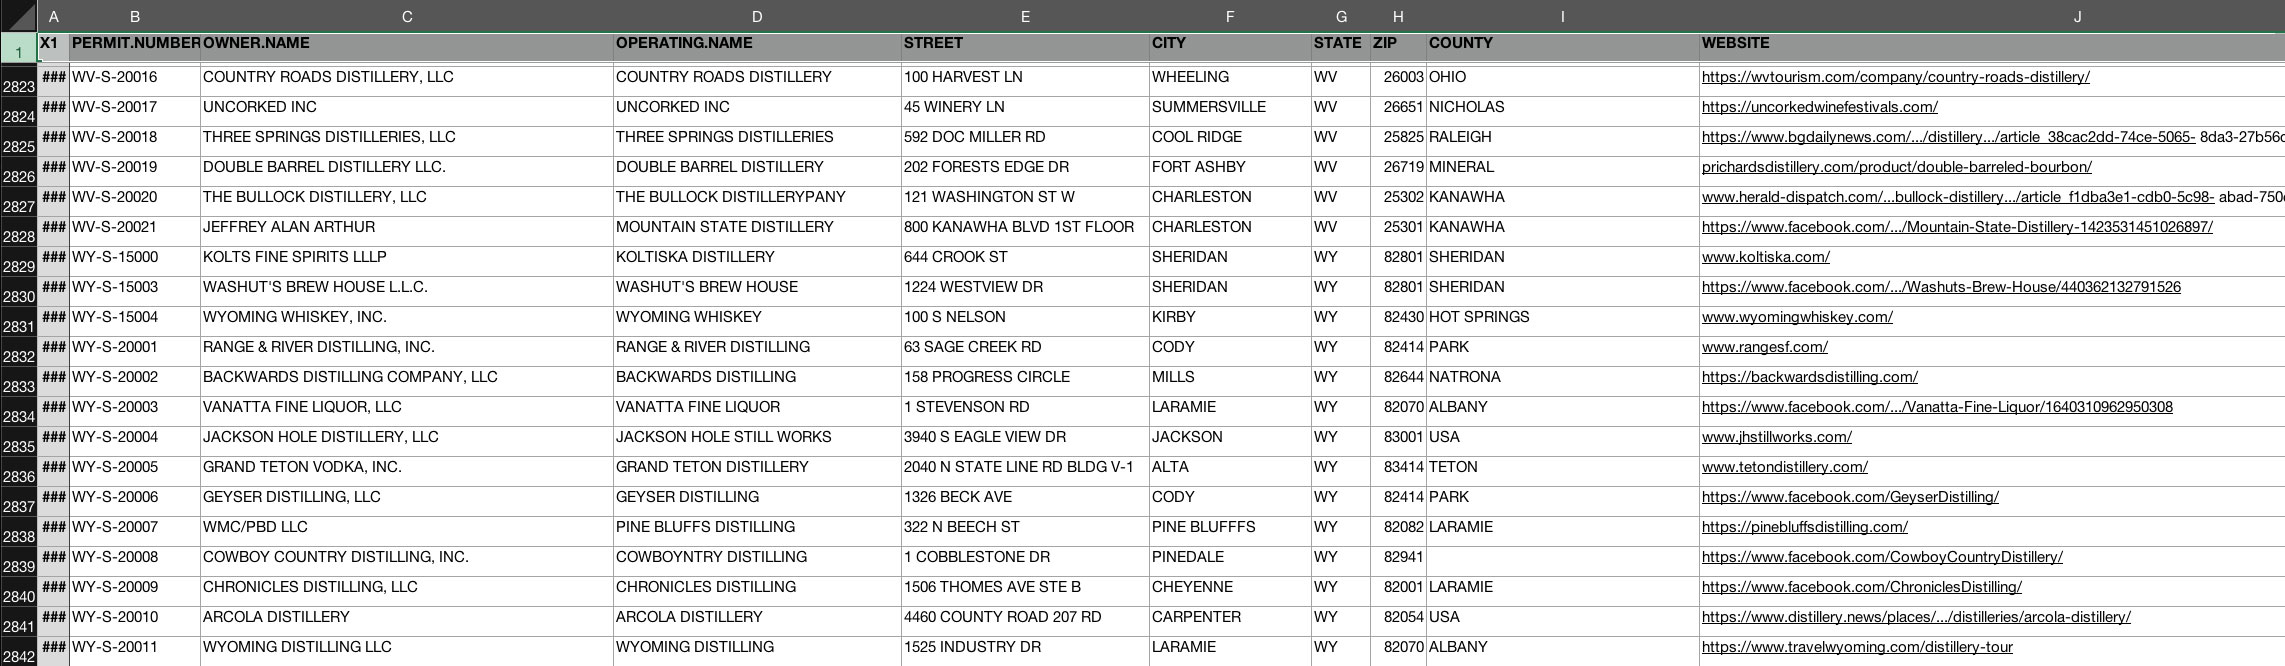 A B C D E F G H I J
1 X1 PERMIT.NUMBER OWNER.NAME OPERATING.NAME STREET CITY STATE ZIP COUNTY WEBSITE
2823 ### WV-S-20016 COUNTRY ROADS DISTILLERY, LLC COUNTRY ROADS DISTILLERY 100 HARVEST LN WHEELING WV 26003 OHIO https://wvtourism.com/company/country-roads-distillery/
2824 ### WV-S-20017 UNCORKED INC UNCORKED INC 45 WINERY LN SUMMERSVILLE WV 26651 NICHOLAS https://uncorkedwinefestivals.com/
2825 ### WV-S-20018 THREE SPRINGS DISTILLERIES, LLC THREE SPRINGS DISTILLERIES 592 DOC MILLER RD COOL RIDGE WV 25825 RALEIGH https://www.bgdailynews.com/.../distillery.../article_38cac2dd-74ce-5065- 8da3-27b56c
2826 ### WV-S-20019 DOUBLE BARREL DISTILLERY LLC. DOUBLE BARREL DISTILLERY 202 FORESTS EDGE DR FORT ASHBY WV 26719 MINERAL prichardsdistillery.com/product/double-barreled-bourbon/
2827 ### WV-S-20020 THE BULLOCK DISTILLERY, LLC THE BULLOCK DISTILLERYPANY 121 WASHINGTON ST W CHARLESTON WV 25302 KANAWHA www.herald-dispatch.com/...bullock-distillery.../article_f1dba3e1-cdb0-5c98- abad-750
2828 ### WV-S-20021 JEFFREY ALAN ARTHUR MOUNTAIN STATE DISTILLERY 800 KANAWHA BLVD 1ST FLOOR CHARLESTON WV 25301 KANAWHA https://www.facebook.com/.../Mountain-State-Distillery-1423531451026897/
2829 ### WY-S-15000 KOLTS FINE SPIRITS LLLP KOLTISKA DISTILLERY 644 CROOK ST SHERIDAN WY 82801 SHERIDAN www.koltiska.com/
2830 ### WY-S-15003 WASHUT'S BREW HOUSE L.L.C. WASHUT'S BREW HOUSE 1224 WESTVIEW DR SHERIDAN WY 82801 SHERIDAN https://www.facebook.com/.../Washuts-Brew-House/440362132791526
2831 ### WY-S-15004 WYOMING WHISKEY, INC. WYOMING WHISKEY 100 S NELSON KIRBY WY 82430 HOT SPRINGS www.wyomingwhiskey.com/
2832 ### WY-S-20001 RANGE & RIVER DISTILLING, INC. RANGE & RIVER DISTILLING 63 SAGE CREEK RD CODY WY 82414 PARK www.rangesf.com/
2833 ### WY-S-20002 BACKWARDS DISTILLING COMPANY, LLC BACKWARDS DISTILLING 158 PROGRESS CIRCLE MILLS WY 82644 NATRONA https://backwardsdistilling.com/
2834 ### WY-S-20003 VANATTA FINE LIQUOR, LLC VANATTA FINE LIQUOR 1 STEVENSON RD LARAMIE WY 82070 ALBANY https://www.facebook.com/.../Vanatta-Fine-Liquor/1640310962950308
2835 ### WY-S-20004 JACKSON HOLE DISTILLERY, LLC JACKSON HOLE STILL WORKS 3940 S EAGLE VIEW DR JACKSON WY 83001 USA www.jhstillworks.com/
2836 ### WY-S-20005 GRAND TETON VODKA, INC. GRAND TETON DISTILLERY 2040 N STATE LINE RD BLDG V-1 ALTA WY 83414 TETON www.tetondistillery.com/
2837 ### WY-S-20006 GEYSER DISTILLING, LLC GEYSER DISTILLING 1326 BECK AVE CODY WY 82414 PARK https://www.facebook.com/GeyserDistilling/
2838 ### WY-S-20007 WMC/PBD LLC PINE BLUFFS DISTILLING 322 N BEECH ST PINE BLUFFFS WY 82082 LARAMIE https://pinebluffsdistilling.com/
2839 ### WY-S-20008 COWBOY COUNTRY DISTILLING, INC. COWBOYNTRY DISTILLING 1 COBBLESTONE DR PINEDALE WY 82941 https://www.facebook.com/CowboyCountryDistillery/
2840 ### WY-S-20009 CHRONICLES DISTILLING, LLC CHRONICLES DISTILLING 1506 THOMES AVE STE B CHEYENNE WY 82001 LARAMIE https://www.facebook.com/ChroniclesDistilling/
2841 ### WY-S-20010 ARCOLA DISTILLERY ARCOLA DISTILLERY 4460 COUNTY ROAD 207 RD CARPENTER WY 82054 USA https://www.distillery.news/places/.../distilleries/arcola-distillery/
2842 ### WY-S-20011 WYOMING DISTILLING LLC WYOMING DISTILLING 1525 INDUSTRY DR LARAMIE WY 82070 ALBANY https://www.travelwyoming.com/distillery-tour